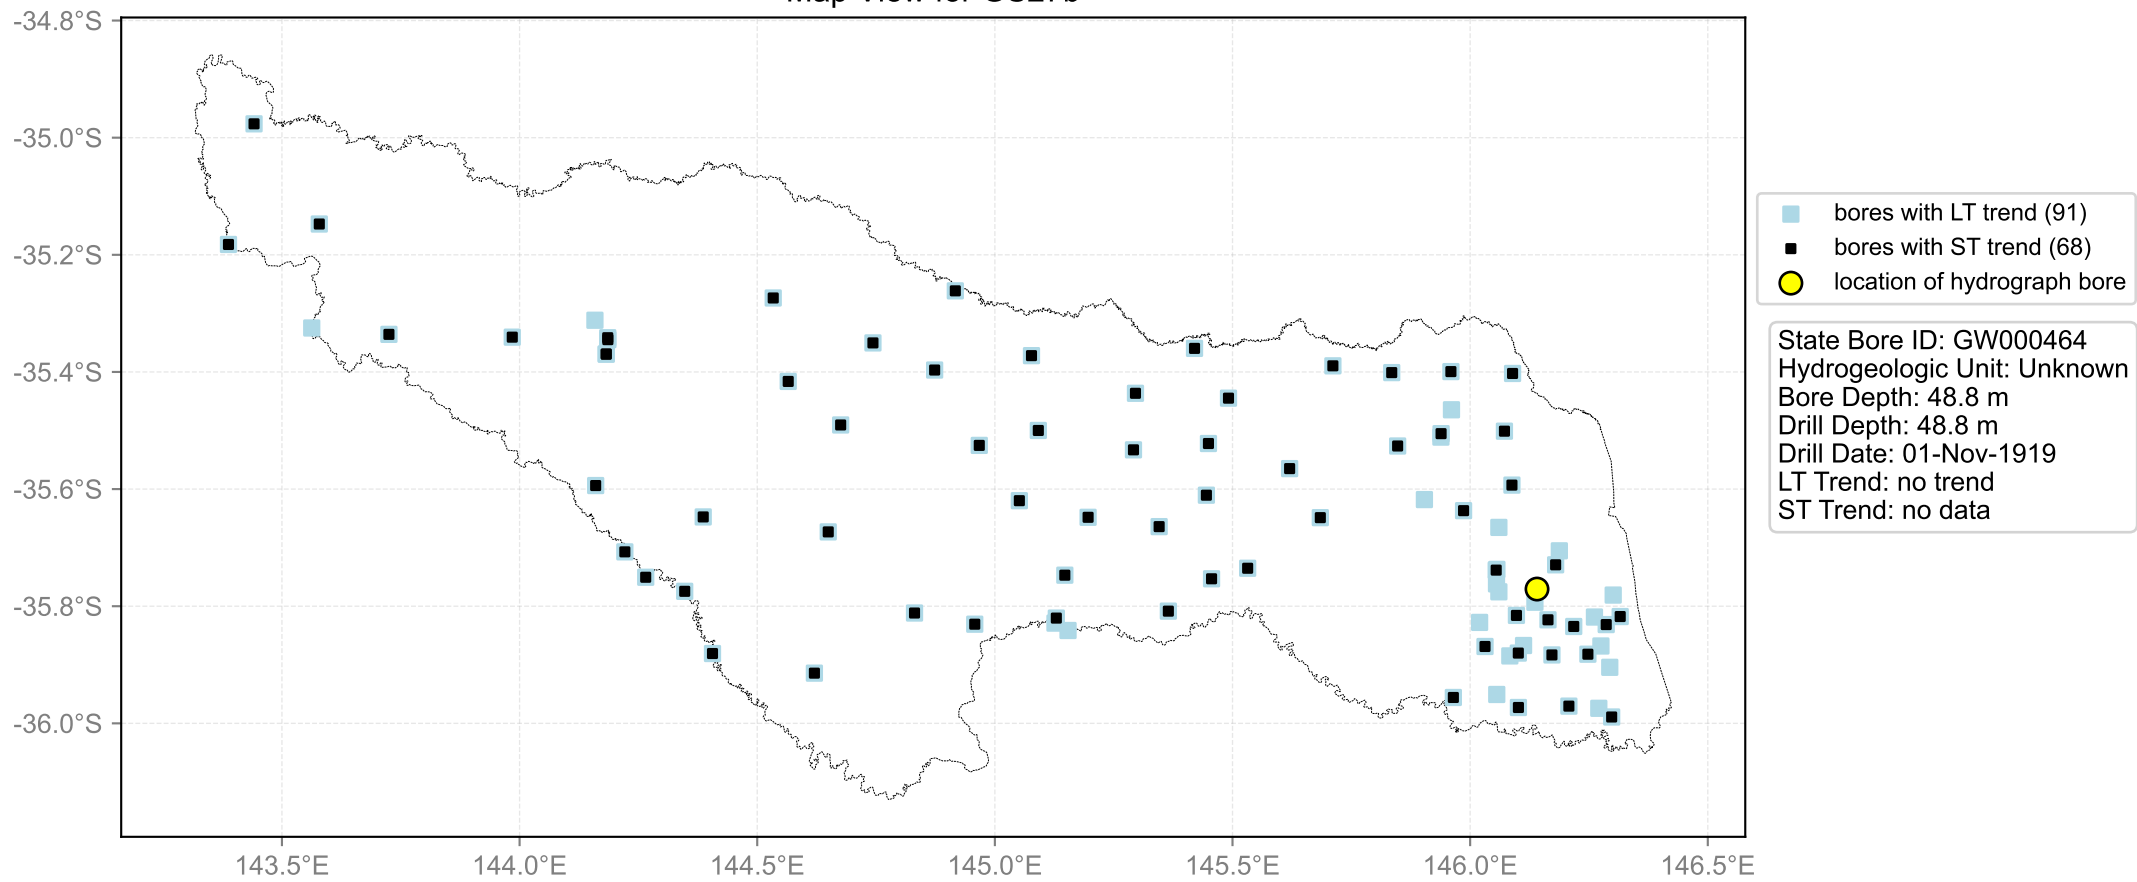 -34.8°S
-35.0°S
-35.2°S
-35.4°S
-35.6°S
-35.8°S
-36.0°S
143.5°E 144.0°E 144.5°E 145.0°E 145.5°E 146.0°E 146.5°E
bores with LT trend (91)
bores with ST trend (68)
location of hydrograph bore
State Bore ID: GW000464
Hydrogeologic Unit: Unknown
Bore Depth: 48.8 m
Drill Depth: 48.8 m
Drill Date: 01-Nov-1919
LT Trend: no trend
ST Trend: no data